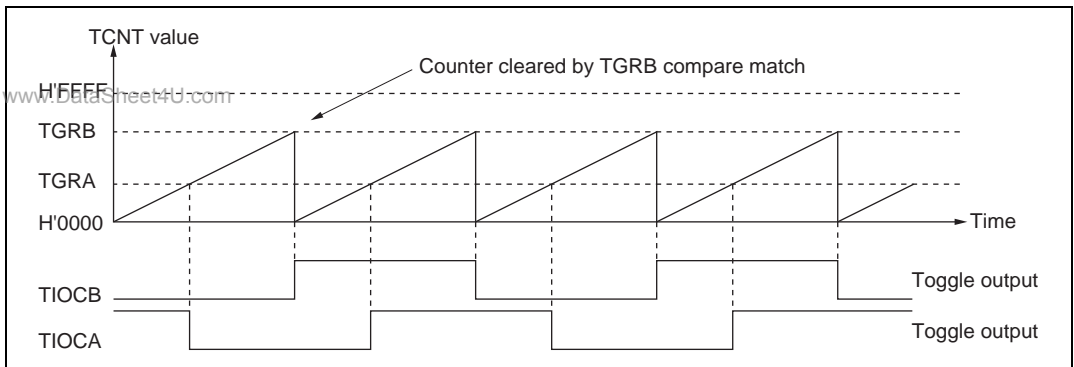 TCNT value
Counter cleared by TGRB compare match
H'FFFF
www.DataSheet4U.com
TGRB
TGRA
H'0000
Time
TIOCB
Toggle output
TIOCA
Toggle output